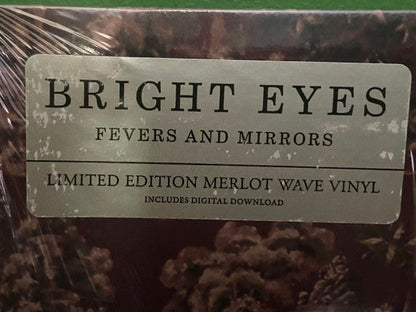 BRIGHT EYES
FEVERS AND MIRRORS
LIMITED EDITION MERLOT WAVE VINYL
INCLUDES DIGITAL DOWNLOAD